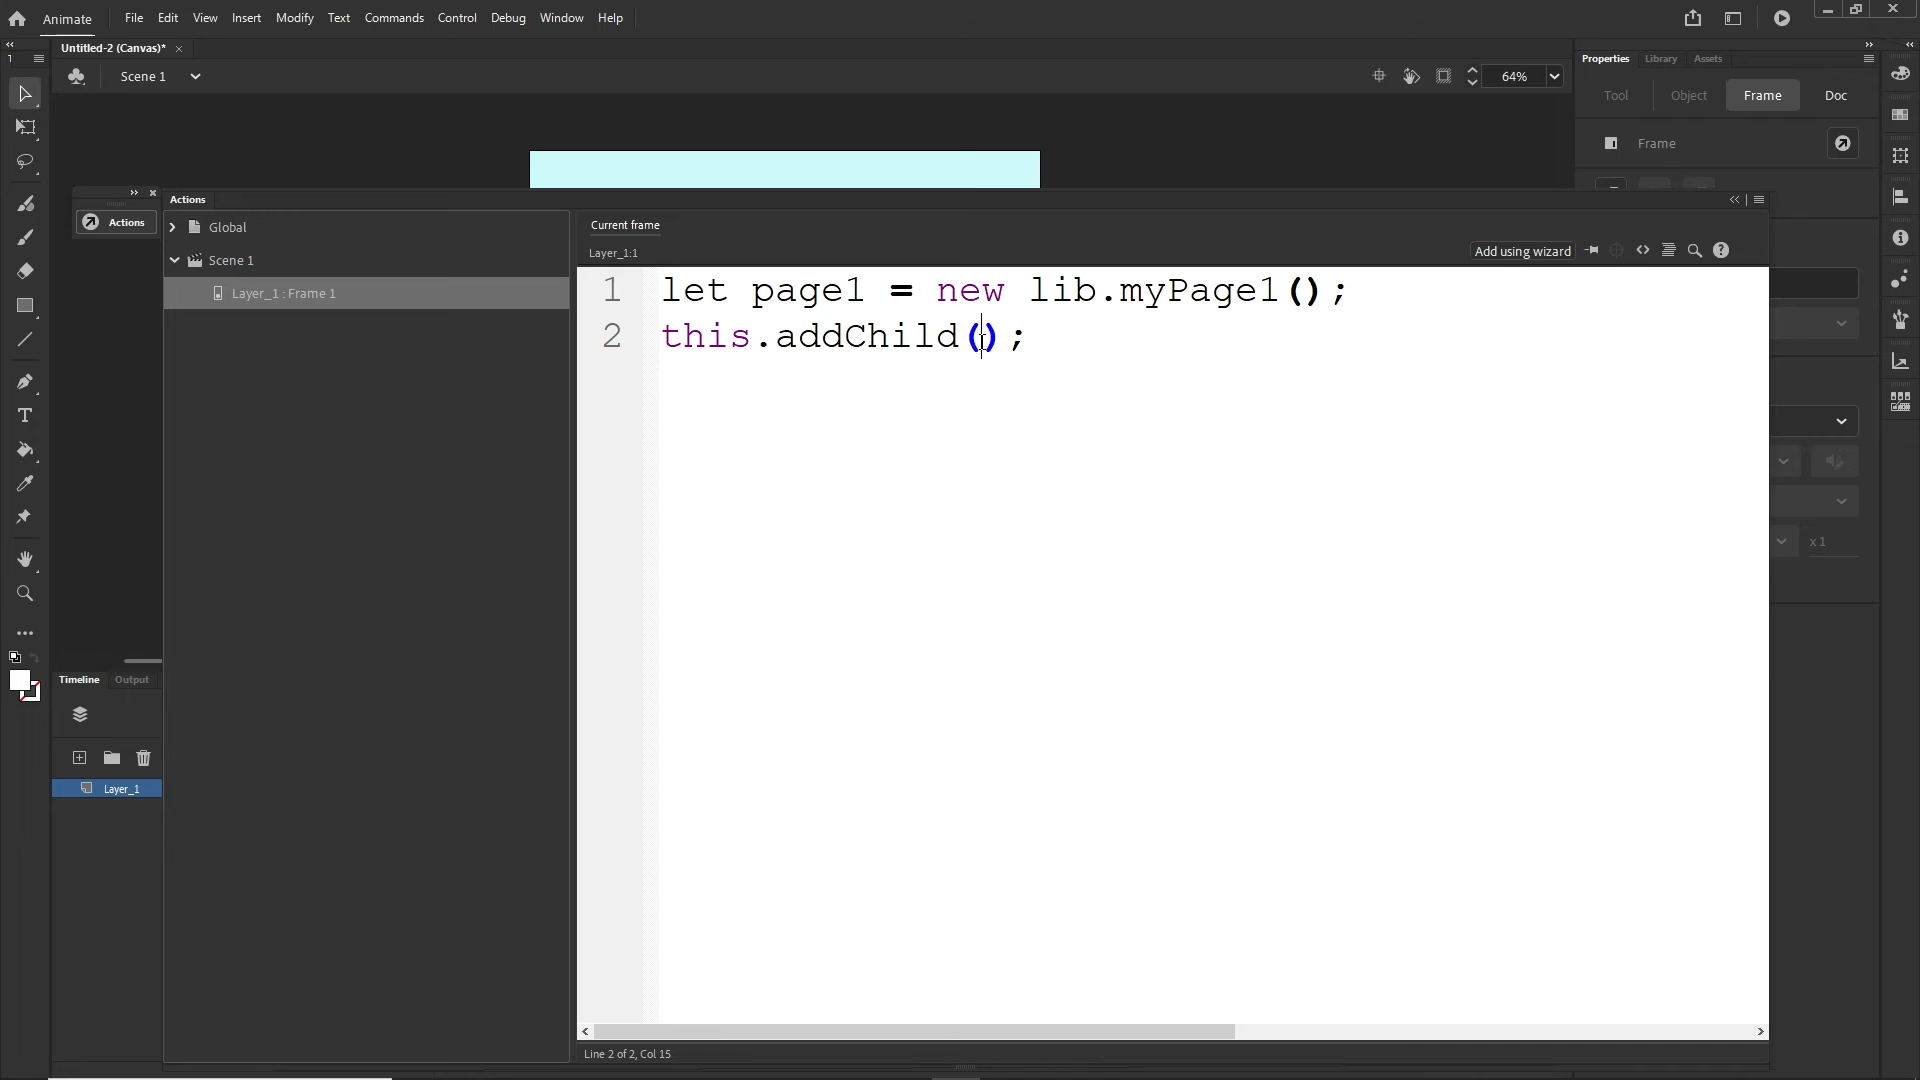 Animate File Edit View Insert Modify Text Commands Control Debug Window Help
Untitled-2 (Canvas)*
Scene 1
64%
Properties Library Assets
Tool Object Frame Doc
Frame
Actions
Actions
Global
Scene 1
Layer_1 : Frame 1
Current frame
Layer_1:1
Add using wizard
1 let page1 = new lib.myPage1();
2 this.addChild();
x 1
Timeline Output
Layer_1
Line 2 of 2, Col 15